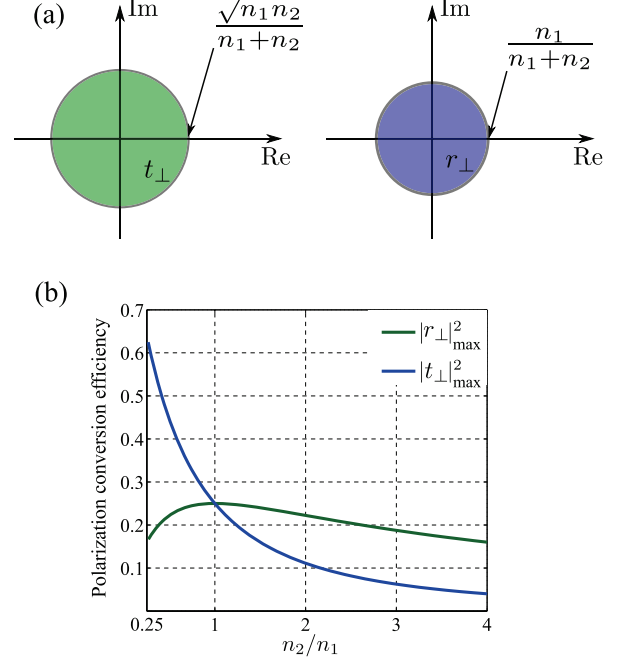 (a)
Im
√n₁n₂
n₁+n₂
Re
t⊥
Im
n₁
n₁+n₂
Re
r⊥
(b)
Polarization conversion efficiency
0.7
0.6
0.5
0.4
0.3
0.2
0.1
|r⊥|²max
|t⊥|²max
0.25 1 2 3 4
n₂/n₁